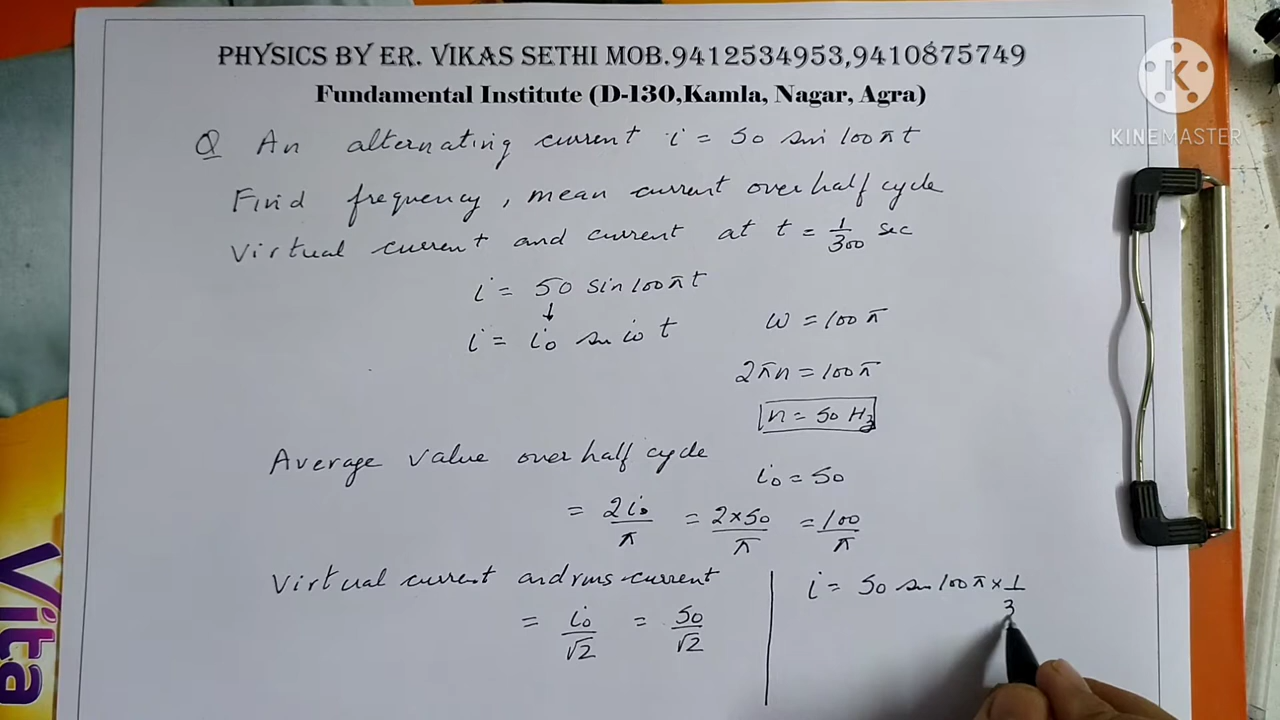 PHYSICS BY ER. VIKAS SETHI MOB.9412534953,9410875749
Fundamental Institute (D-130,Kamla, Nagar, Agra)
KINEMASTER
Q An alternating current i = 50 sin 100πt
Find frequency, mean current over half cycle
Virtual current and current at t = 1/300 sec
i = 50 sin 100πt
↓
i = i₀ sin ωt
ω = 100π
2πn = 100π
n = 50 Hz
Average value over half cycle
i₀ = 50
= 2i₀/π = 2×50/π = 100/π
Virtual current and rms-current
= i₀/√2 = 50/√2
i = 50 sin 100π × 1/3
Vita